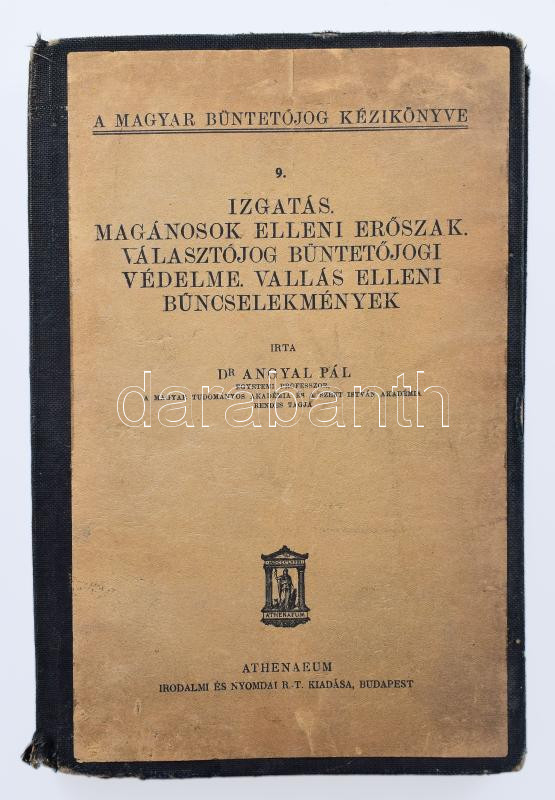 A MAGYAR BÜNTETŐJOG KÉZIKÖNYVE
9.
IZGATÁS.
MAGÁNOSOK ELLENI ERŐSZAK.
VÁLASZTÓJOG BÜNTETŐJOGI
VÉDELME. VALLÁS ELLENI
BŰNCSELEKMÉNYEK
IRTA
DR ANGYAL PÁL
EGYETEMI PROFESSZOR,
A MAGYAR TUDOMÁNYOS AKADÉMIA ÉS A SZENT ISTVÁN AKADÉMIA
RENDES TAGJA
darabanth
ATHENAEUM
ATHENAEUM
IRODALMI ÉS NYOMDAI R.-T. KIADÁSA, BUDAPEST